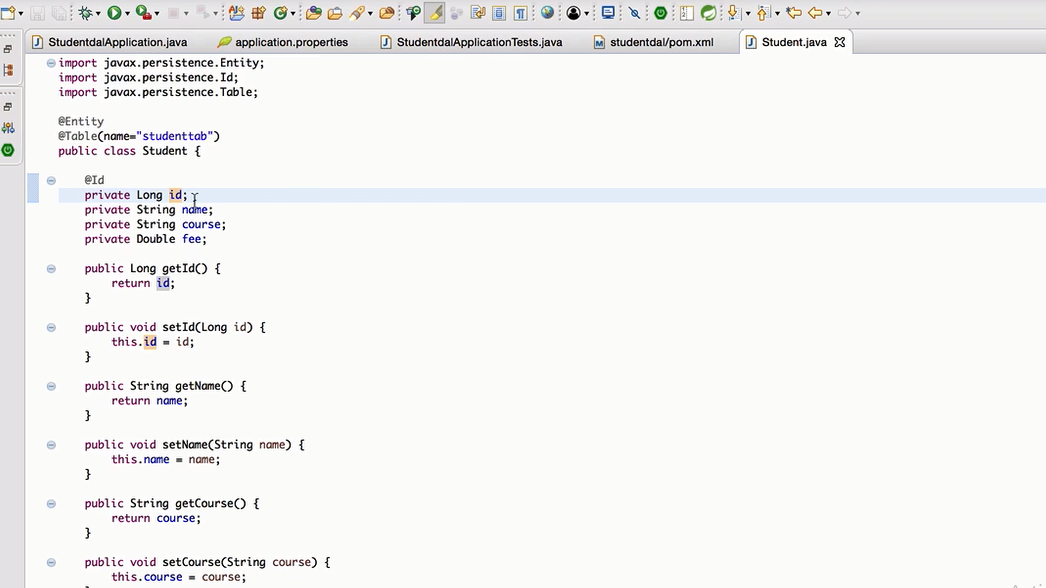 StudentdalApplication.java application.properties StudentdalApplicationTests.java studentdal/pom.xml Student.java
import javax.persistence.Entity;
import javax.persistence.Id;
import javax.persistence.Table;
@Entity
@Table(name="studenttab")
public class Student {
@Id
private Long id;
private String name;
private String course;
private Double fee;
public Long getId() {
return id;
}
public void setId(Long id) {
this.id = id;
}
public String getName() {
return name;
}
public void setName(String name) {
this.name = name;
}
public String getCourse() {
return course;
}
public void setCourse(String course) {
this.course = course;